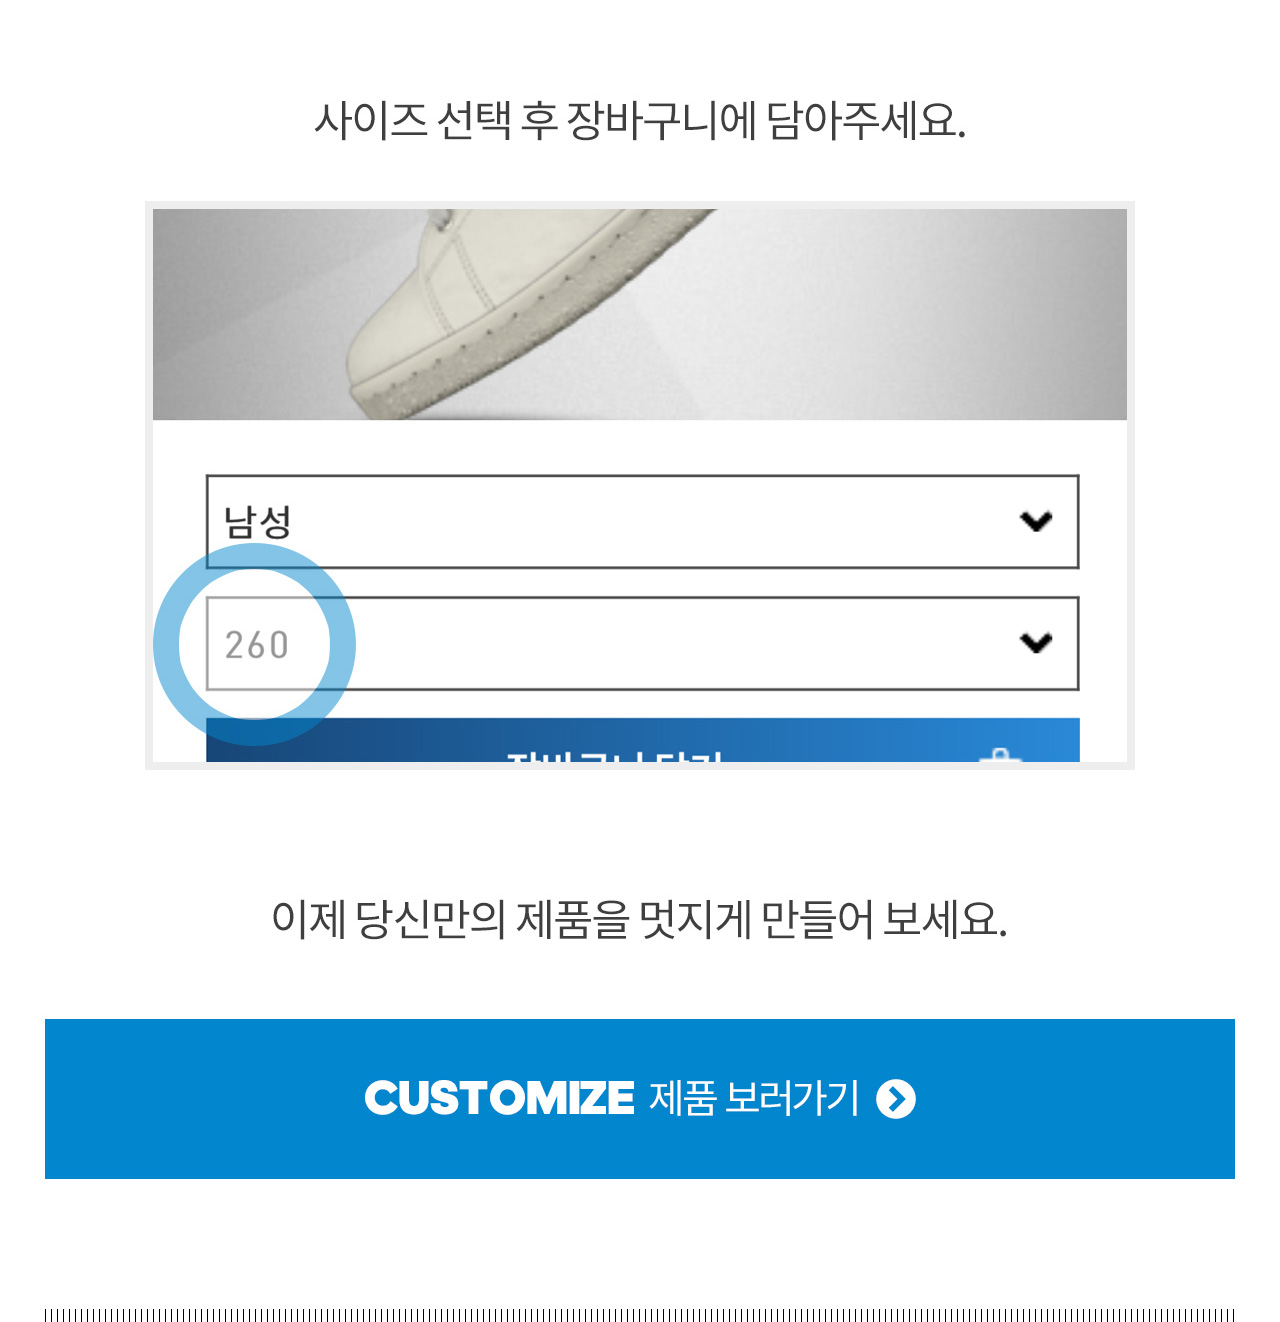 사이즈 선택 후 장바구니에 담아주세요.
남성
260
이제 당신만의 제품을 멋지게 만들어 보세요.
CUSTOMIZE 제품 보러가기